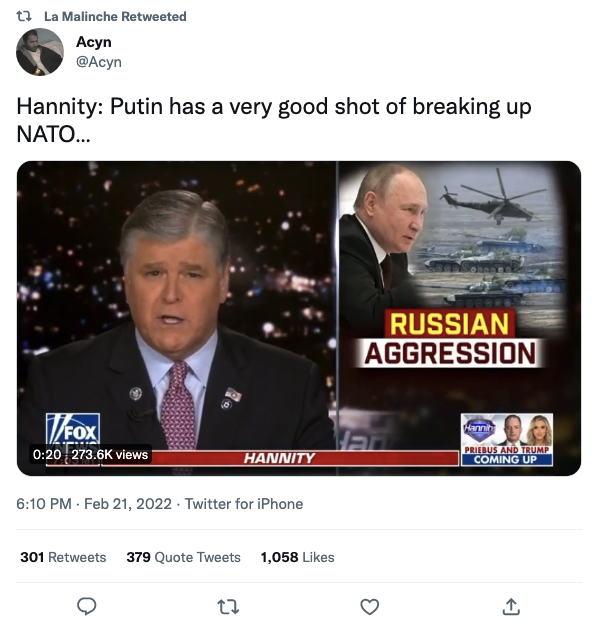 La Malinche Retweeted
Acyn
@Acyn
Hannity: Putin has a very good shot of breaking up
NATO...
RUSSIAN
AGGRESSION
FOX
NEWS
0:20 273.6K views
HANNITY
Hannity
PRIEBUS AND TRUMP
COMING UP
6:10 PM · Feb 21, 2022 · Twitter for iPhone
301 Retweets 379 Quote Tweets 1,058 Likes